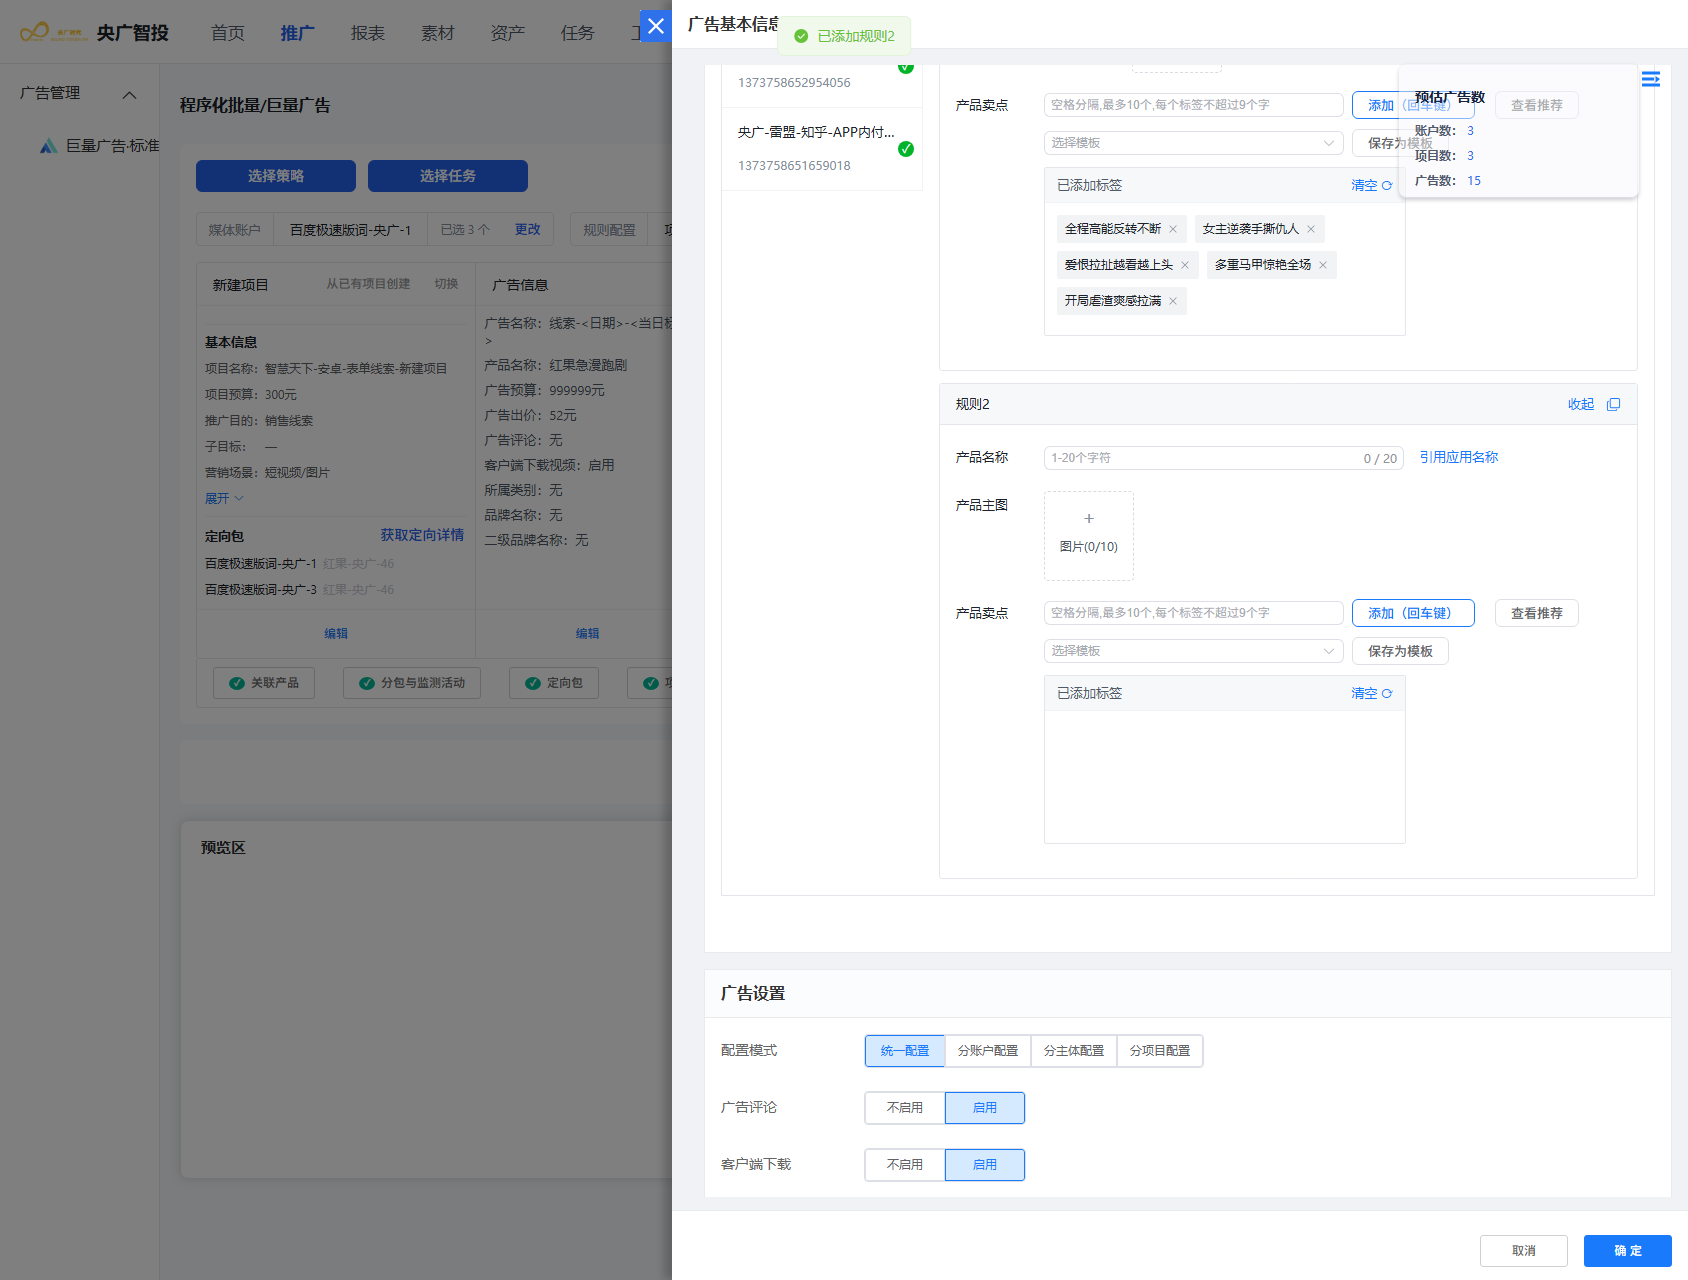 央广智投
首页
推广
报表
素材
资产
任务
广告管理
巨量广告·标准
程序化批量/巨量广告
选择策略
选择任务
媒体账户
百度极速版词-央广-1
已选 3 个
更改
规则配置
新建项目
从已有项目创建
切换
广告信息
基本信息
项目名称：智慧天下-安卓-表单线索-新建项目
项目预算：300元
推广目的：销售线索
子目标：—
营销场景：短视频/图片
展开
定向包
获取定向详情
百度极速版词-央广-1 红果-央广-46
百度极速版词-央广-3 红果-央广-46
编辑
广告名称：线索-<日期>-<当日标
>
产品名称：红果急漫跑剧
广告预算：999999元
广告出价：52元
广告评论：无
客户端下载视频：启用
所属类别：无
品牌名称：无
二级品牌名称：无
编辑
关联产品
分包与监测活动
定向包
预览区
广告基本信息
已添加规则2
1373758652954056
央广-雷盟-知乎-APP内付...
1373758651659018
产品卖点
空格分隔,最多10个,每个标签不超过9个字
添加（回车键）
查看推荐
选择模板
保存为模板
预估广告数
账户数：3
项目数：3
广告数：15
已添加标签
清空
全程高能反转不断
女主逆袭手撕仇人
爱恨拉扯越看越上头
多重马甲惊艳全场
开局虐渣爽感拉满
规则2
收起
产品名称
1-20个字符
0 / 20
引用应用名称
产品主图
+
图片(0/10)
产品卖点
空格分隔,最多10个,每个标签不超过9个字
添加（回车键）
查看推荐
选择模板
保存为模板
已添加标签
清空
广告设置
配置模式
统一配置
分账户配置
分主体配置
分项目配置
广告评论
不启用
启用
客户端下载
不启用
启用
取消
确 定